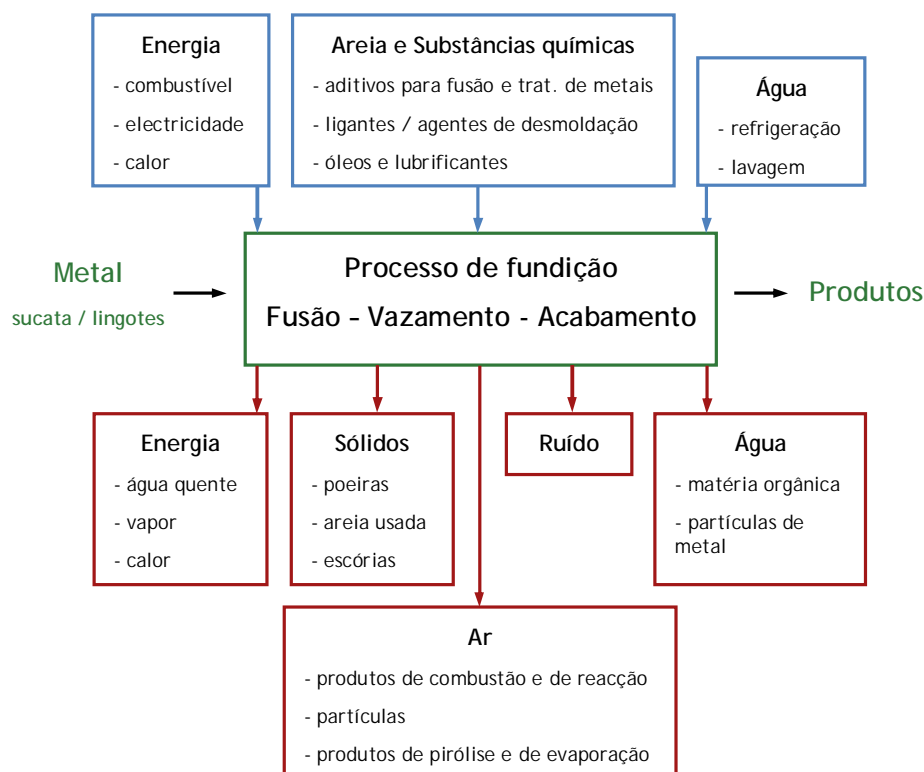 Energia
- combustível
- electricidade
- calor
Areia e Substâncias químicas
- aditivos para fusão e trat. de metais
- ligantes / agentes de desmoldação
- óleos e lubrificantes
Água
- refrigeração
- lavagem
Metal
sucata / lingotes
Processo de fundição
Fusão – Vazamento - Acabamento
Produtos
Energia
- água quente
- vapor
- calor
Sólidos
- poeiras
- areia usada
- escórias
Ruído
Água
- matéria orgânica
- partículas de
metal
Ar
- produtos de combustão e de reacção
- partículas
- produtos de pirólise e de evaporação